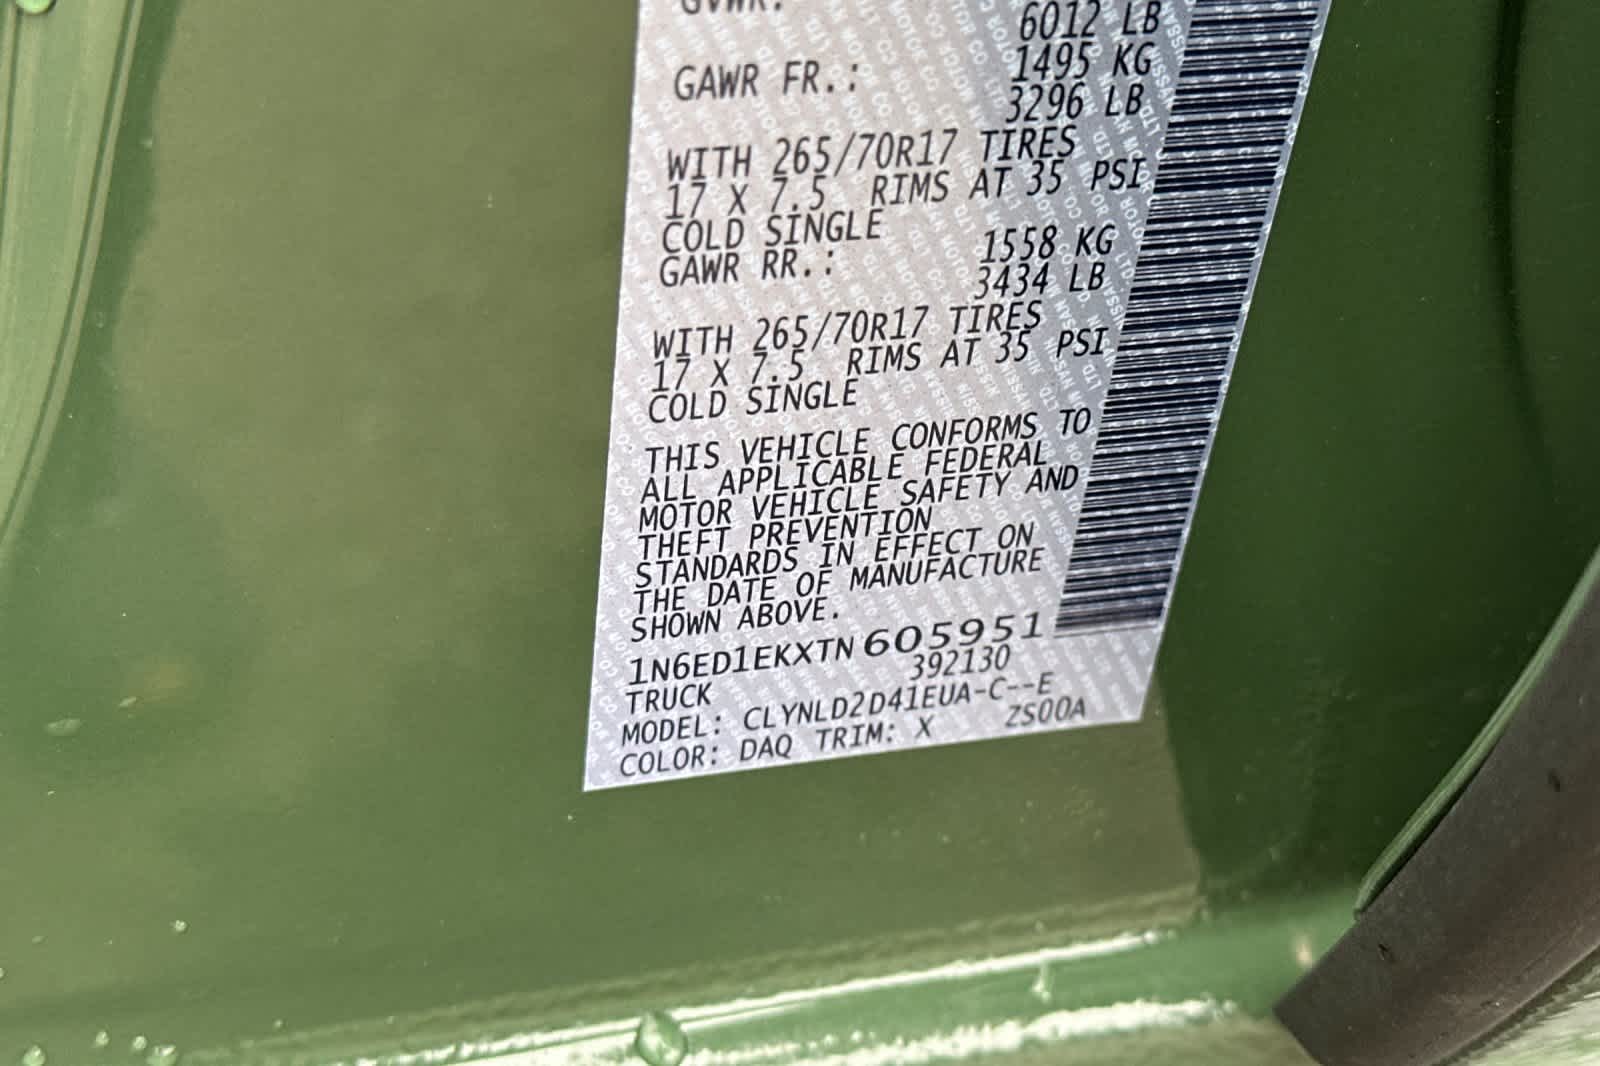 GVWR:
6012 LB
GAWR FR.: 1495 KG
3296 LB
WITH 265/70R17 TIRES
17 X 7.5 RIMS AT 35 PSI
COLD SINGLE
GAWR RR.: 1558 KG
3434 LB
WITH 265/70R17 TIRES
17 X 7.5 RIMS AT 35 PSI
COLD SINGLE
THIS VEHICLE CONFORMS TO
ALL APPLICABLE FEDERAL
MOTOR VEHICLE SAFETY AND
THEFT PREVENTION
STANDARDS IN EFFECT ON
THE DATE OF MANUFACTURE
SHOWN ABOVE.
1N6ED1EKXTN605951
TRUCK 392130
MODEL: CLYNLD2D41EUA-C--E
COLOR: DAQ TRIM: X ZS00A